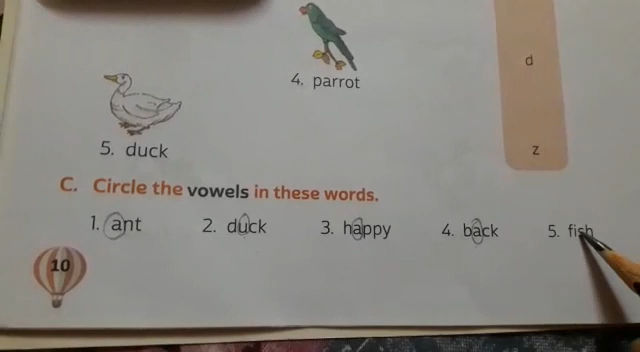 d
4. parrot
5. duck
z
C. Circle the vowels in these words.
1. ant 2. duck 3. happy 4. back 5. fish
10